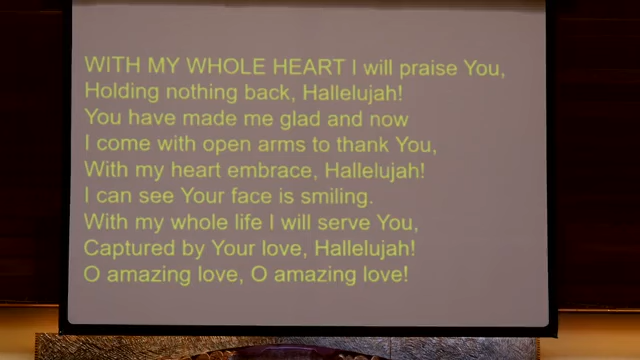 WITH MY WHOLE HEART I will praise You,
Holding nothing back, Hallelujah!
You have made me glad and now
I come with open arms to thank You,
With my heart embrace, Hallelujah!
I can see Your face is smiling.
With my whole life I will serve You,
Captured by Your love, Hallelujah!
O amazing love, O amazing love!